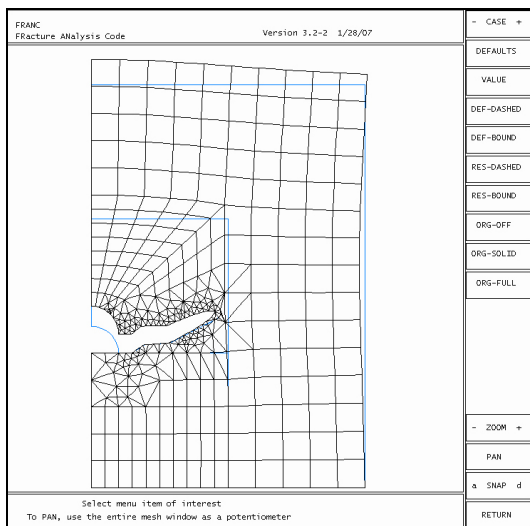 FRANC
FRacture ANalysis Code
Version 3.2-2 1/28/07
- CASE +
DEFAULTS
VALUE
DEF-DASHED
DEF-BOUND
RES-DASHED
RES-BOUND
ORG-OFF
ORG-SOLID
ORG-FULL
- ZOOM +
PAN
a SNAP d
RETURN
Select menu item of interest
To PAN, use the entire mesh window as a potentiometer